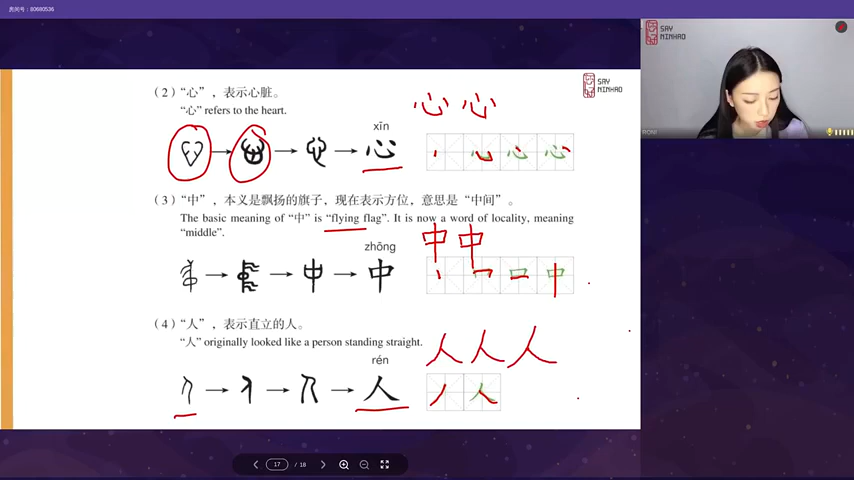 房间号：80680536
（2）“心”，表示心脏。
“心” refers to the heart.
心 心
xīn
心
（3）“中”，本义是飘扬的旗子，现在表示方位，意思是“中间”。
The basic meaning of “中” is “flying flag”. It is now a word of locality, meaning
“middle”.
中 中
zhōng
中
（4）“人”，表示直立的人。
“人” originally looked like a person standing straight.
人 人 人
rén
人
SAY
NINHAO
SAY
NINHAO
17 / 18